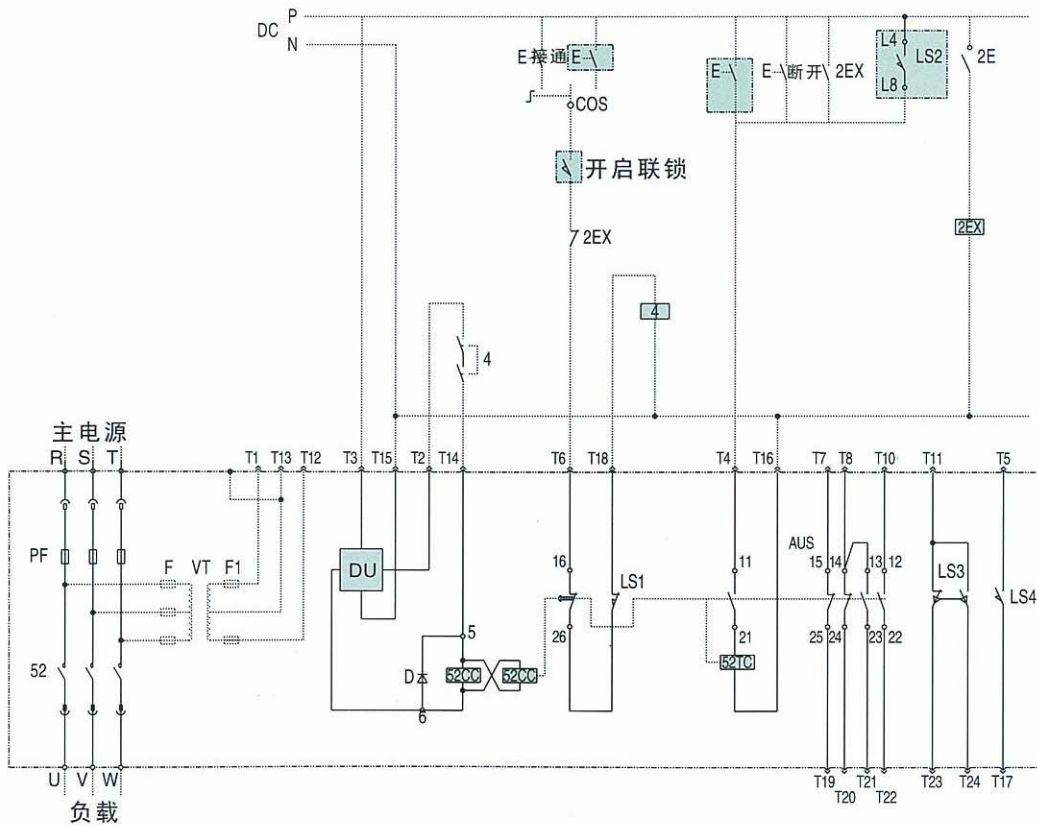 DC P
N
E 接通 E
COS
开启联锁
2EX
E
E 断开 2EX
L4
LS2
L8
2E
2EX
4
4
主电源
R S T
T1 T13 T12 T3 T15 T2 T14 T6 T18 T4 T16 T7 T8 T10 T11 T5
PF
F VT F1
DU
16
LS1
11
AUS
15 14 13 12
LS3
LS4
26
21
25 24 23 22
52
5
D
52CC
52CC
52TC
6
U V W
T19 T20 T21 T22 T23 T24 T17
负载